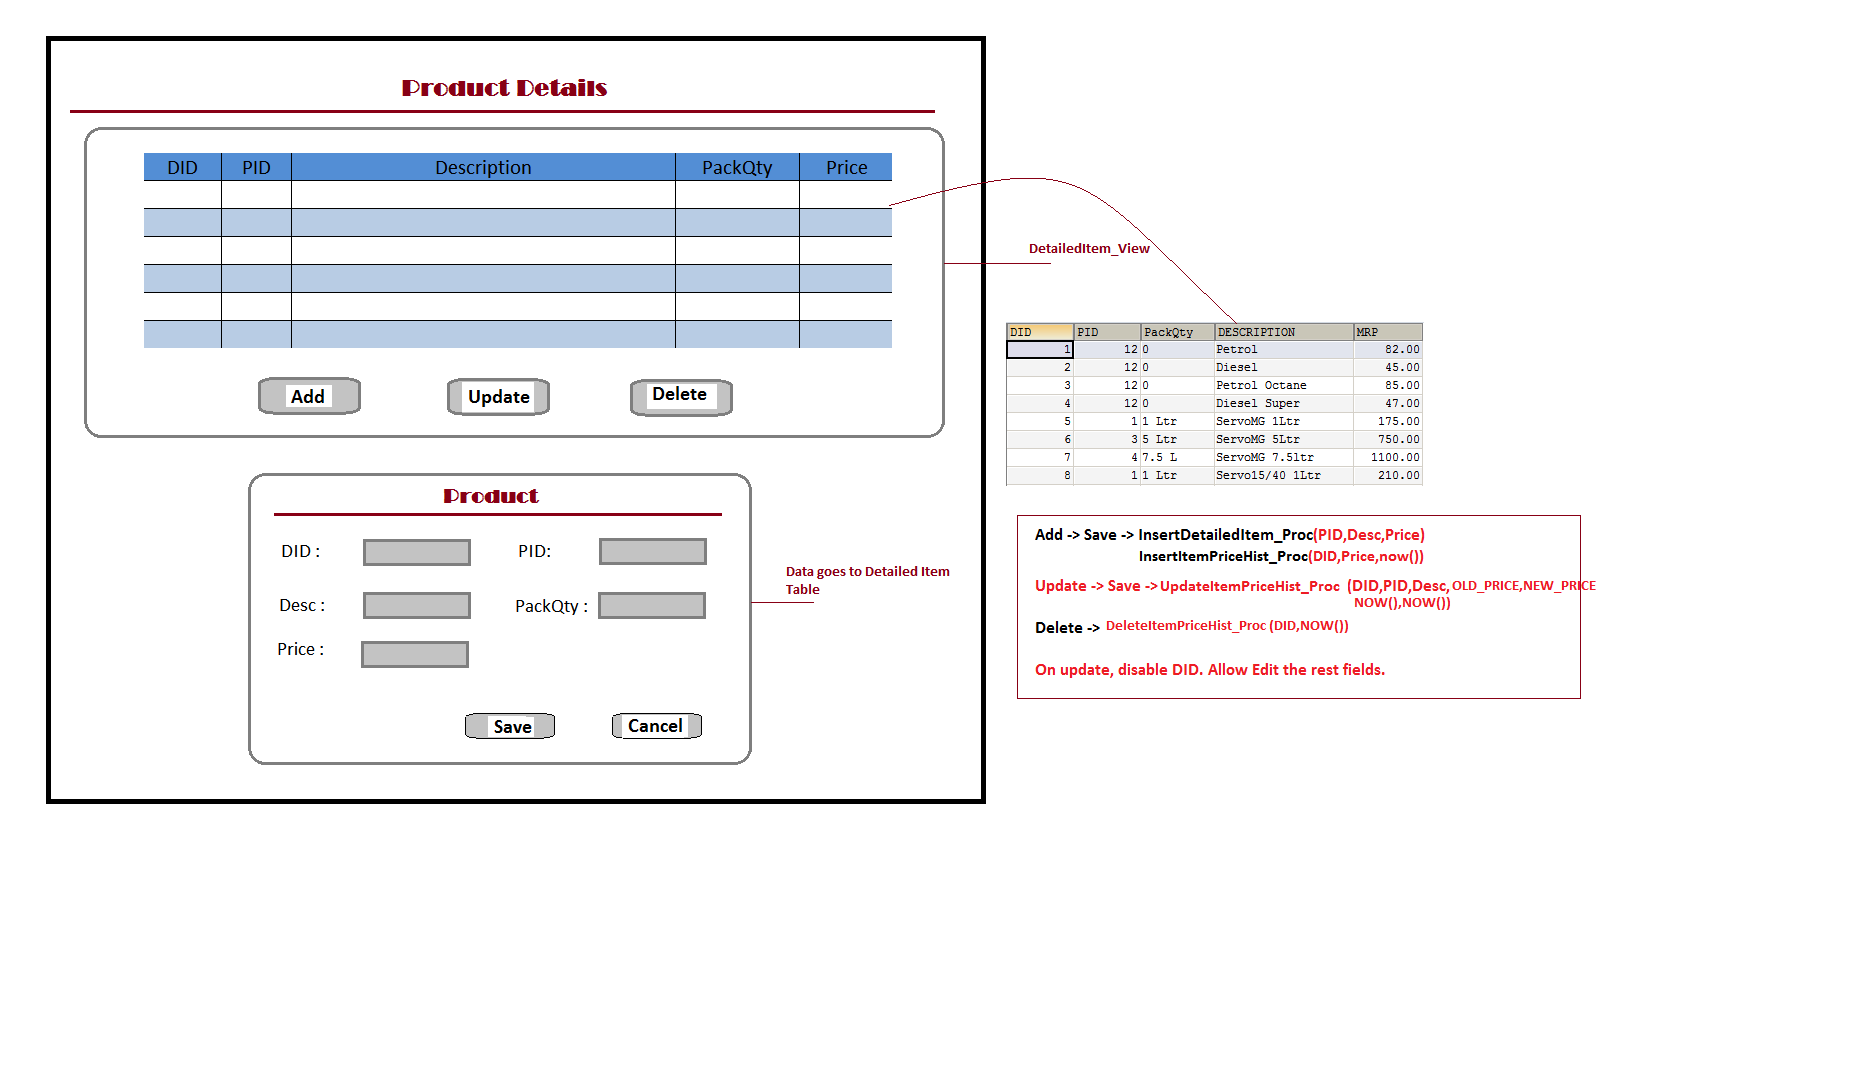 Product Details
DID PID Description PackQty Price
Add Update Delete
DetailedItem_View
DID PID PackQty DESCRIPTION MRP
1 12 0 Petrol 82.00
2 12 0 Diesel 45.00
3 12 0 Petrol Octane 85.00
4 12 0 Diesel Super 47.00
5 1 1 Ltr ServoMG 1Ltr 175.00
6 3 5 Ltr ServoMG 5Ltr 750.00
7 4 7.5 L ServoMG 7.5ltr 1100.00
8 1 1 Ltr Servo15/40 1Ltr 210.00
Product
DID : PID:
Desc : PackQty :
Price :
Save Cancel
Data goes to Detailed Item
Table
Add -> Save -> InsertDetailedItem_Proc(PID,Desc,Price)
InsertItemPriceHist_Proc(DID,Price,now())
Update -> Save ->UpdateItemPriceHist_Proc (DID,PID,Desc,OLD_PRICE,NEW_PRICE
NOW(),NOW())
Delete -> DeleteItemPriceHist_Proc (DID,NOW())
On update, disable DID. Allow Edit the rest fields.